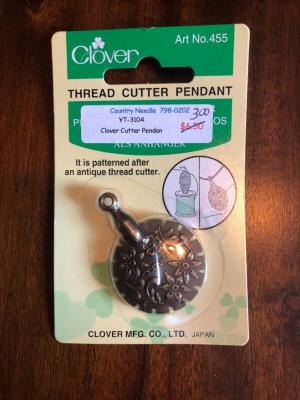 Clover
Art No.455
THREAD CUTTER PENDANT
Country Needle 798-0202
YT-3104
3.00
Clover Cutter Pendan
$6.50
ALS ANHÄNGER
It is patterned after
an antique thread cutter.
CLOVER MFG. CO., LTD. JAPAN